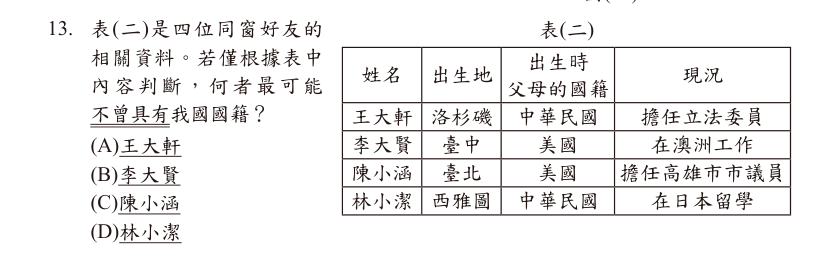 13. 表(二)是四位同窗好友的
相關資料。若僅根據表中
內容判斷，何者最可能
不曾具有我國國籍？
(A)王大軒
(B)李大賢
(C)陳小涵
(D)林小潔
表(二)
姓名 出生地 出生時父母的國籍 現況
王大軒 洛杉磯 中華民國 擔任立法委員
李大賢 臺中 美國 在澳洲工作
陳小涵 臺北 美國 擔任高雄市市議員
林小潔 西雅圖 中華民國 在日本留學